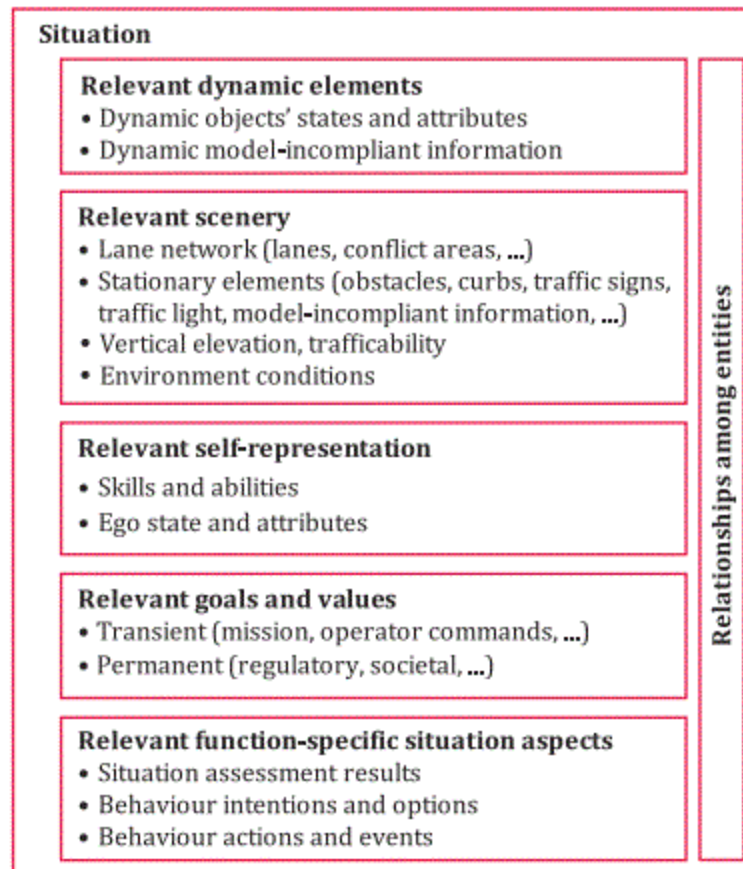 Situation
Relevant dynamic elements
• Dynamic objects’ states and attributes
• Dynamic model-incompliant information
Relevant scenery
• Lane network (lanes, conflict areas, ...)
• Stationary elements (obstacles, curbs, traffic signs,
traffic light, model-incompliant information, ...)
• Vertical elevation, trafficability
• Environment conditions
Relevant self-representation
• Skills and abilities
• Ego state and attributes
Relevant goals and values
• Transient (mission, operator commands, ...)
• Permanent (regulatory, societal, ...)
Relevant function-specific situation aspects
• Situation assessment results
• Behaviour intentions and options
• Behaviour actions and events
Relationships among entities